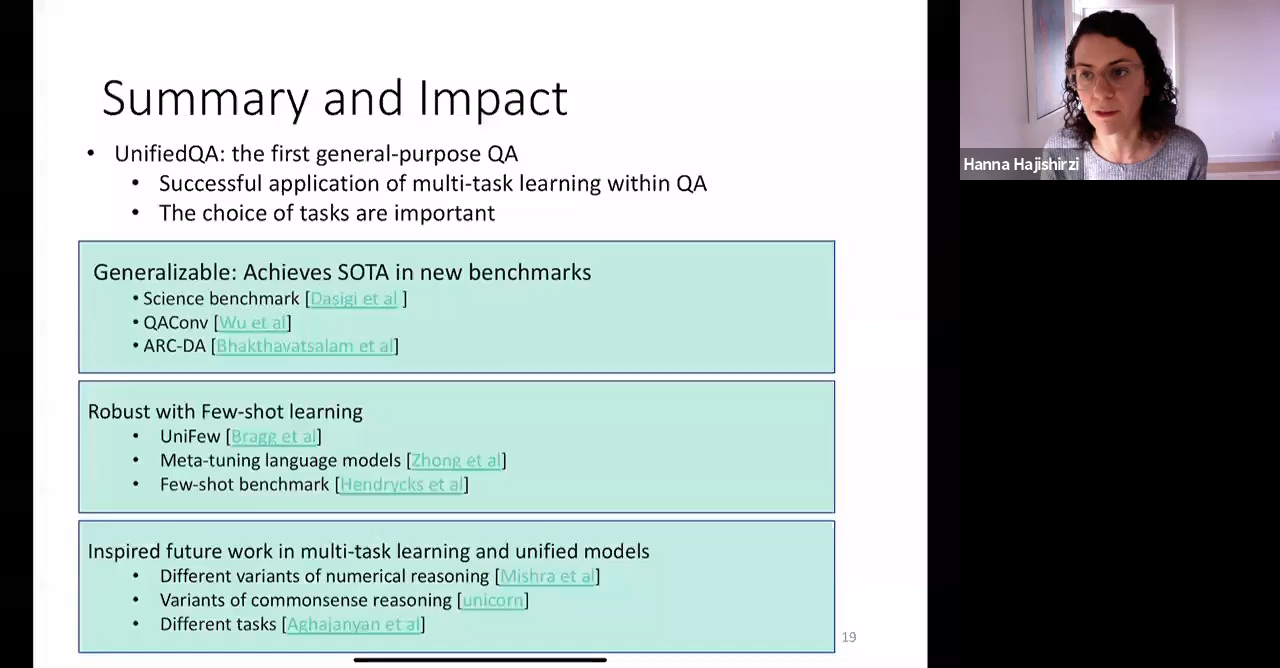 Summary and Impact
• UnifiedQA: the first general-purpose QA
• Successful application of multi-task learning within QA
• The choice of tasks are important
Generalizable: Achieves SOTA in new benchmarks
• Science benchmark [Dasigi et al ]
• QAConv [Wu et al]
• ARC-DA [Bhakthavatsalam et al]
Robust with Few-shot learning
• UniFew [Bragg et al]
• Meta-tuning language models [Zhong et al]
• Few-shot benchmark [Hendrycks et al]
Inspired future work in multi-task learning and unified models
• Different variants of numerical reasoning [Mishra et al]
• Variants of commonsense reasoning [unicorn]
• Different tasks [Aghajanyan et al]
19
Hanna Hajishirzi